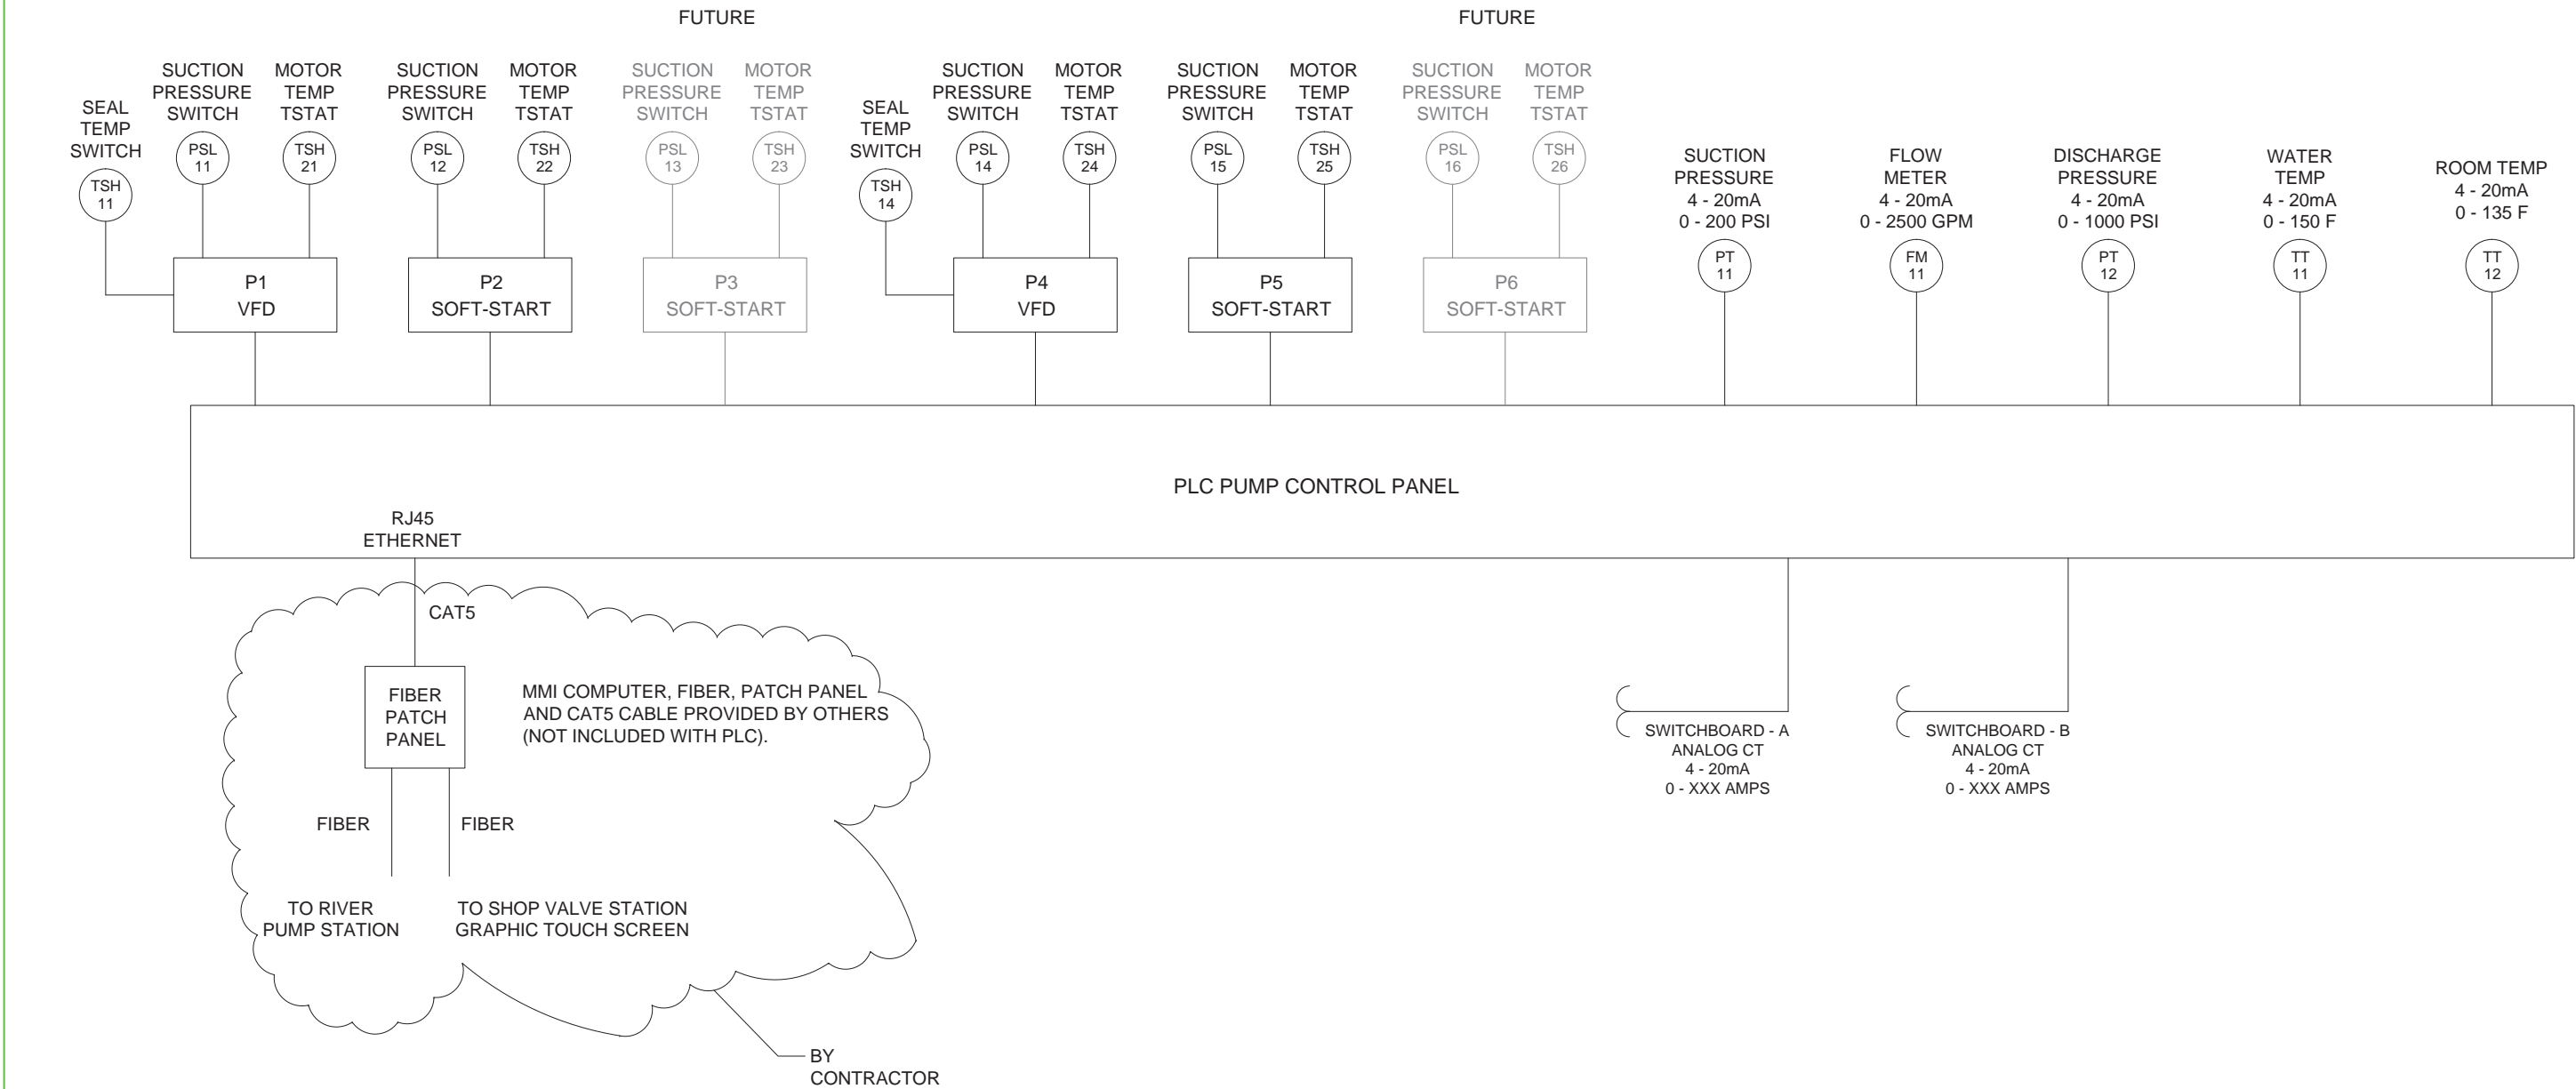 FUTURE
FUTURE
SEAL
TEMP
SWITCH
TSH
11
SUCTION
PRESSURE
SWITCH
PSL
11
MOTOR
TEMP
TSTAT
TSH
21
P1
VFD
SUCTION
PRESSURE
SWITCH
PSL
12
MOTOR
TEMP
TSTAT
TSH
22
P2
SOFT-START
SUCTION
PRESSURE
SWITCH
PSL
13
MOTOR
TEMP
TSTAT
TSH
23
P3
SOFT-START
SEAL
TEMP
SWITCH
TSH
14
SUCTION
PRESSURE
SWITCH
PSL
14
MOTOR
TEMP
TSTAT
TSH
24
P4
VFD
SUCTION
PRESSURE
SWITCH
PSL
15
MOTOR
TEMP
TSTAT
TSH
25
P5
SOFT-START
SUCTION
PRESSURE
SWITCH
PSL
16
MOTOR
TEMP
TSTAT
TSH
26
P6
SOFT-START
SUCTION
PRESSURE
4 - 20mA
0 - 200 PSI
PT
11
FLOW
METER
4 - 20mA
0 - 2500 GPM
FM
11
DISCHARGE
PRESSURE
4 - 20mA
0 - 1000 PSI
PT
12
WATER
TEMP
4 - 20mA
0 - 150 F
TT
11
ROOM TEMP
4 - 20mA
0 - 135 F
TT
12
PLC PUMP CONTROL PANEL
RJ45
ETHERNET
CAT5
FIBER
PATCH
PANEL
MMI COMPUTER, FIBER, PATCH PANEL
AND CAT5 CABLE PROVIDED BY OTHERS
(NOT INCLUDED WITH PLC).
FIBER
FIBER
TO RIVER
PUMP STATION
TO SHOP VALVE STATION
GRAPHIC TOUCH SCREEN
BY
CONTRACTOR
SWITCHBOARD - A
ANALOG CT
4 - 20mA
0 - XXX AMPS
SWITCHBOARD - B
ANALOG CT
4 - 20mA
0 - XXX AMPS